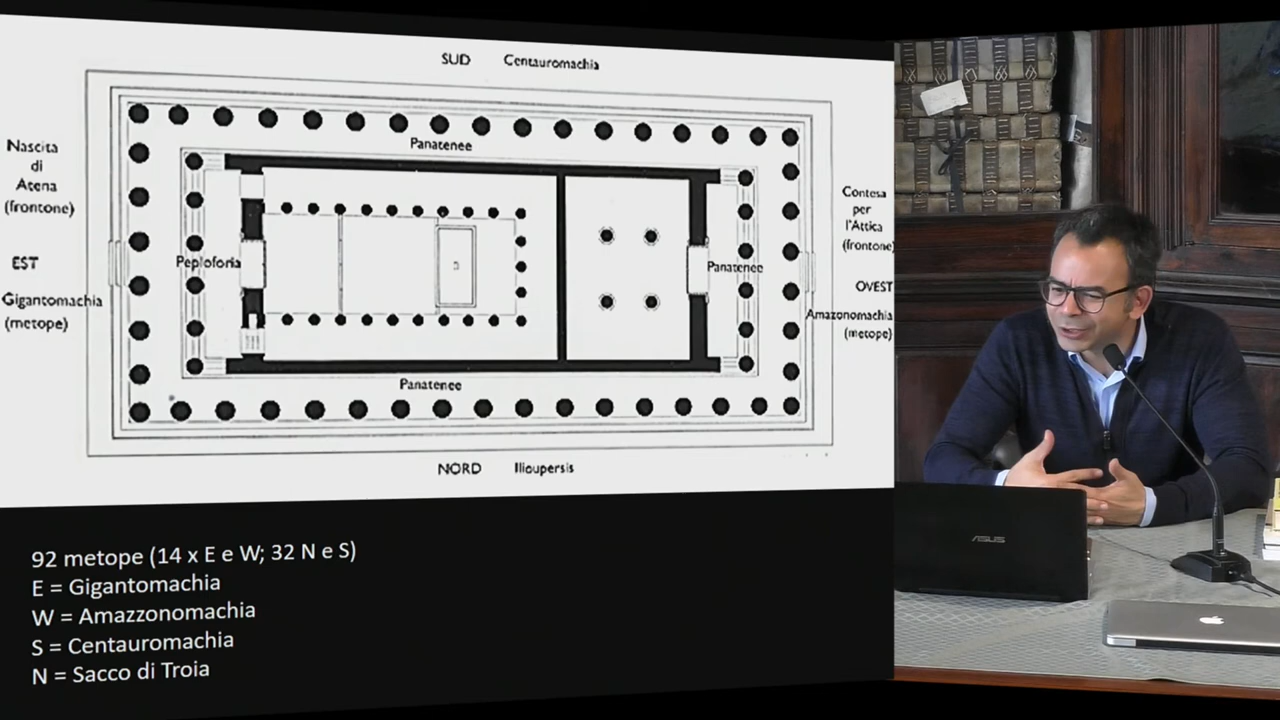 SUD Centauromachia
Nascita
di
Atena
(frontone)
EST
Gigantomachia
(metope)
Panatenee
Peploforia
Panatenee
Panatenee
Contesa
per
l'Attica
(frontone)
OVEST
Amazonomachia
(metope)
NORD Ilioupersis
92 metope (14 x E e W; 32 N e S)
E = Gigantomachia
W = Amazzonomachia
S = Centauromachia
N = Sacco di Troia
ASUS